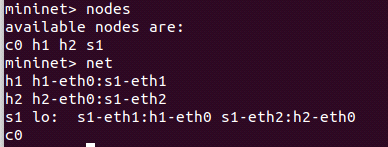 mininet> nodes
available nodes are:
c0 h1 h2 s1
mininet> net
h1 h1-eth0:s1-eth1
h2 h2-eth0:s1-eth2
s1 lo:  s1-eth1:h1-eth0 s1-eth2:h2-eth0
c0